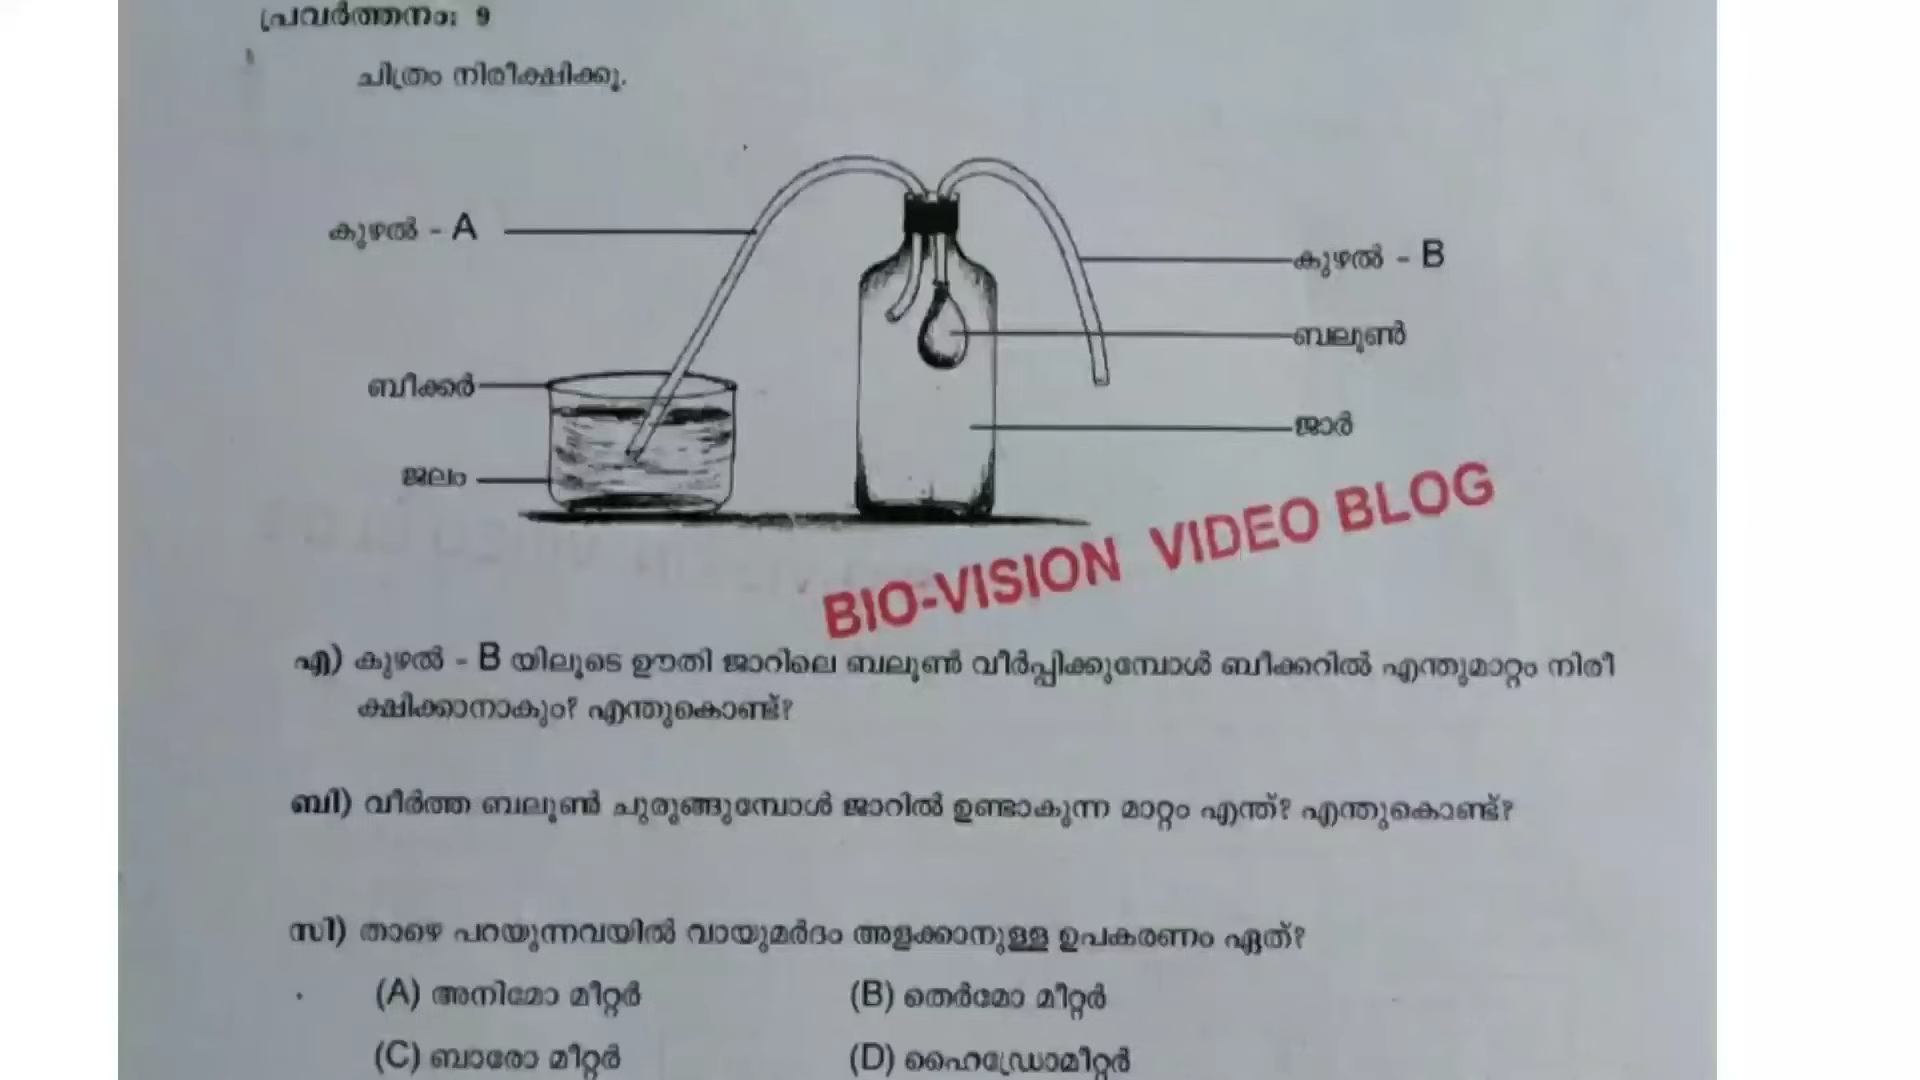 പ്രവർത്തനം: 9
ചിത്രം നിരീക്ഷിക്കൂ.
കുഴൽ - A
കുഴൽ - B
ബലൂൺ
ബീക്കർ
ജാർ
ജലം
BIO-VISION VIDEO BLOG
എ) കുഴൽ - B യിലൂടെ ഊതി ജാറിലെ ബലൂൺ വീർപ്പിക്കുമ്പോൾ ബീക്കറിൽ എന്തുമാറ്റം നിരീ
ക്ഷിക്കാനാകും? എന്തുകൊണ്ട്?
ബി) വീർത്ത ബലൂൺ ചുരുങ്ങുമ്പോൾ ജാറിൽ ഉണ്ടാകുന്ന മാറ്റം എന്ത്? എന്തുകൊണ്ട്?
സി) താഴെ പറയുന്നവയിൽ വായുമർദം അളക്കാനുള്ള ഉപകരണം ഏത്?
(A) അനിമോ മീറ്റർ (B) തെർമോ മീറ്റർ
(C) ബാരോ മീറ്റർ (D) ഹൈഡ്രോമീറ്റർ